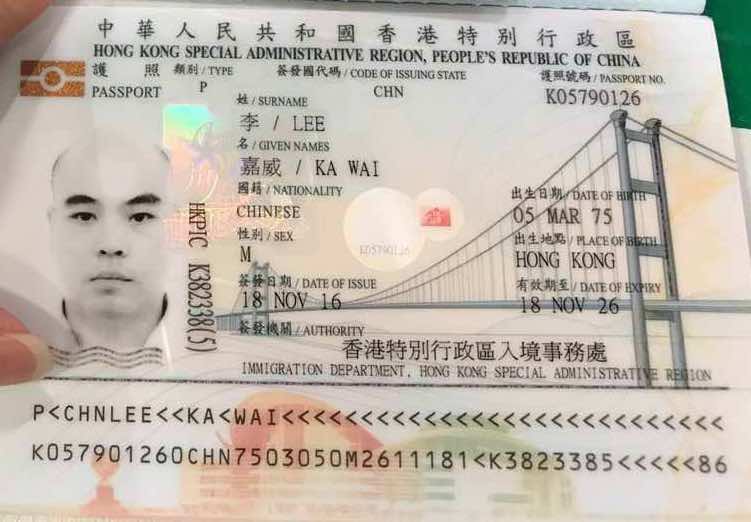 中華人民共和國香港特別行政區
HONG KONG SPECIAL ADMINISTRATIVE REGION, PEOPLE'S REPUBLIC OF CHINA
護照 類別 / TYPE 簽發國代碼 / CODE OF ISSUING STATE 護照號碼 / PASSPORT NO.
PASSPORT P CHN K05790126
姓 / SURNAME
李 / LEE
名 / GIVEN NAMES
嘉威 / KA WAI
國籍 / NATIONALITY 出生日期 / DATE OF BIRTH
CHINESE 05 MAR 75
性別 / SEX 出生地點 / PLACE OF BIRTH
M HONG KONG
簽發日期 / DATE OF ISSUE 有效期至 / DATE OF EXPIRY
18 NOV 16 18 NOV 26
簽發機關 / AUTHORITY
香港特別行政區入境事務處
IMMIGRATION DEPARTMENT, HONG KONG SPECIAL ADMINISTRATIVE REGION
HKPIC K382338(5)
K05790126
P<CHNLEE<<KA<WAI<<<<<<<<<<<<<<<<<<<<<<<<<<<<
K057901260CHN7503050M2611181<K3823385<<<<<86